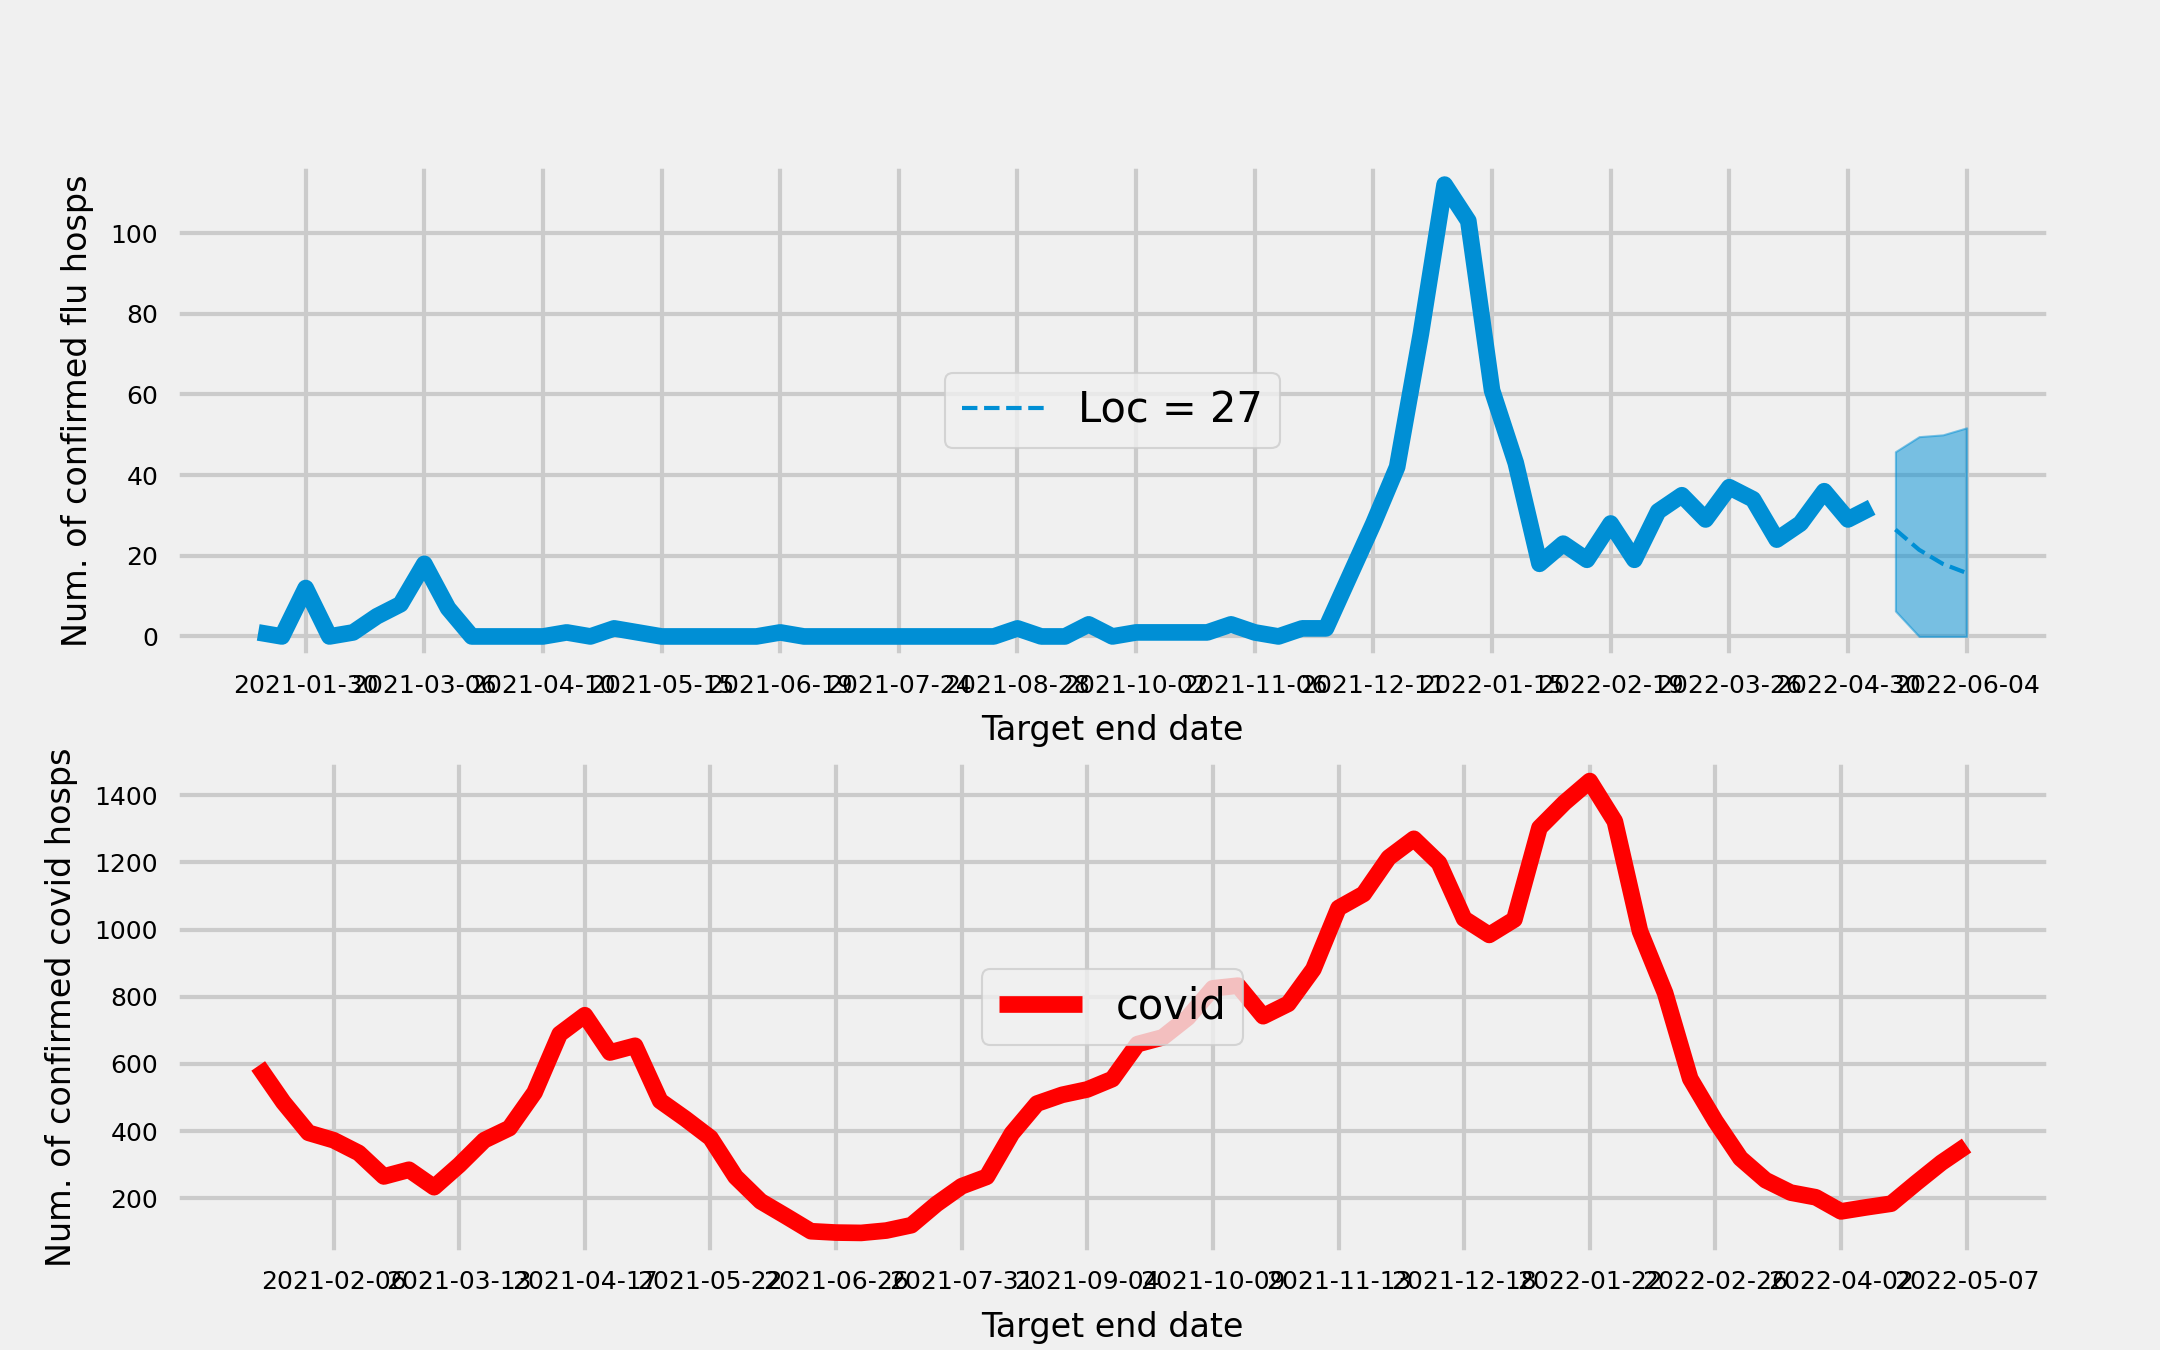 Num. of confirmed flu hosps
100
80
60
40
20
0
Loc = 27
2021-01-30 2021-03-06 2021-04-10 2021-05-15 2021-06-19 2021-07-24 2021-08-28 2021-10-02 2021-11-06 2021-12-11 2022-01-15 2022-02-19 2022-03-26 2022-04-30 2022-06-04
Target end date
Num. of confirmed covid hosps
1400
1200
1000
800
600
400
200
covid
2021-02-06 2021-03-13 2021-04-17 2021-05-22 2021-06-26 2021-07-31 2021-09-04 2021-10-09 2021-11-13 2021-12-18 2022-01-22 2022-02-26 2022-04-02 2022-05-07
Target end date